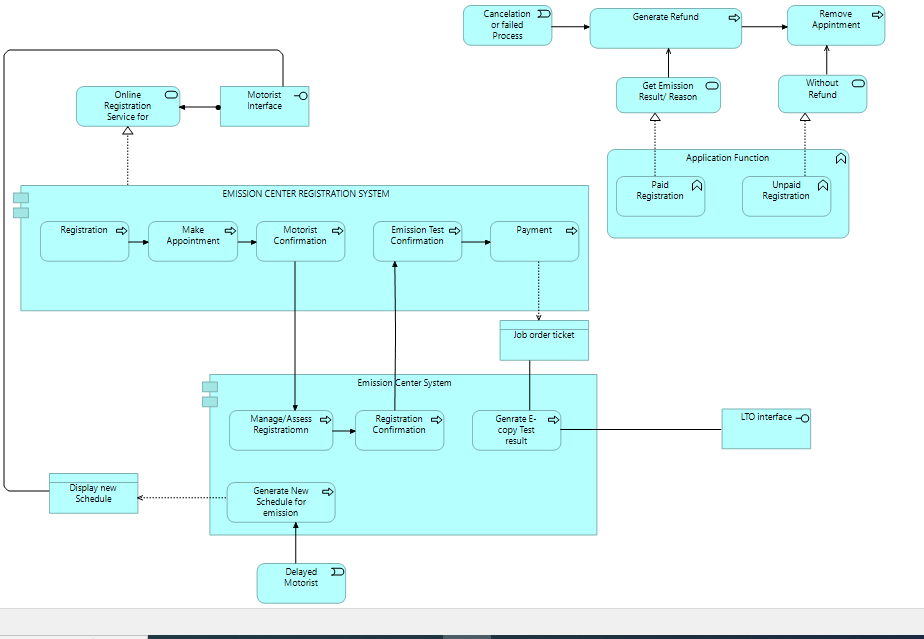 Cancelation
or failed
Process
Generate Refund
Remove
Appintment
Online
Registration
Service for
Motorist
Interface
Get Emission
Result/ Reason
Without
Refund
Application Function
Paid
Registration
Unpaid
Registration
EMISSION CENTER REGISTRATION SYSTEM
Registration
Make
Appointment
Motorist
Confirmation
Emission Test
Confirmation
Payment
Job order ticket
Emission Center System
Manage/Assess
Registratiomn
Registration
Confirmation
Genrate E-
copy Test
result
LTO interface
Display new
Schedule
Generate New
Schedule for
emission
Delayed
Motorist